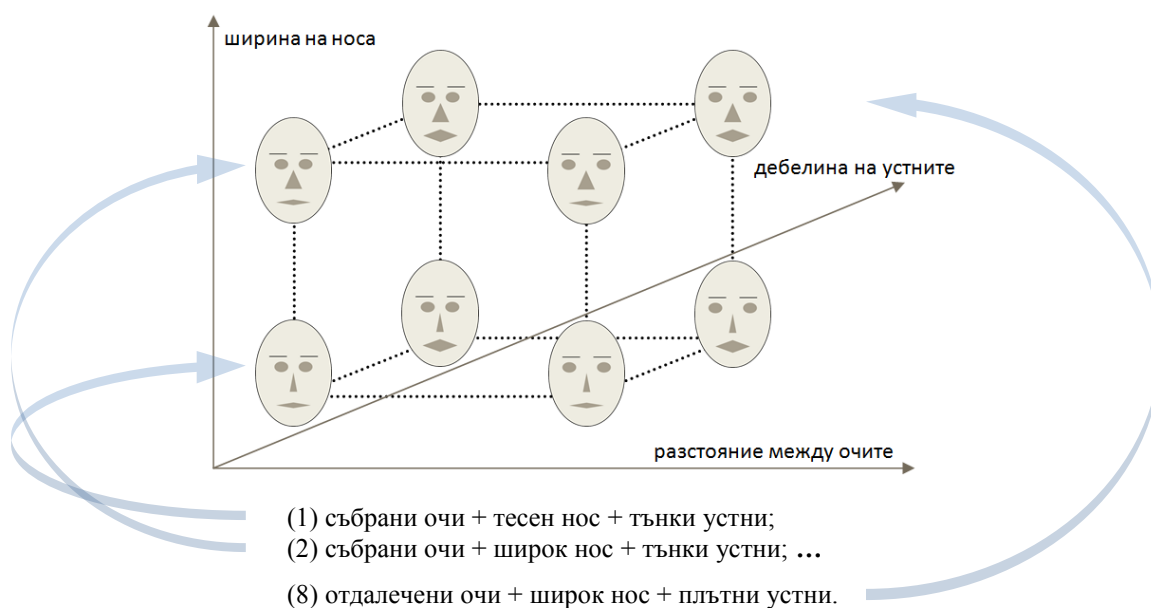 ширина на носа
дебелина на устните
разстояние между очите
(1) събрани очи + тесен нос + тънки устни;
(2) събрани очи + широк нос + тънки устни; ...
(8) отдалечени очи + широк нос + плътни устни.